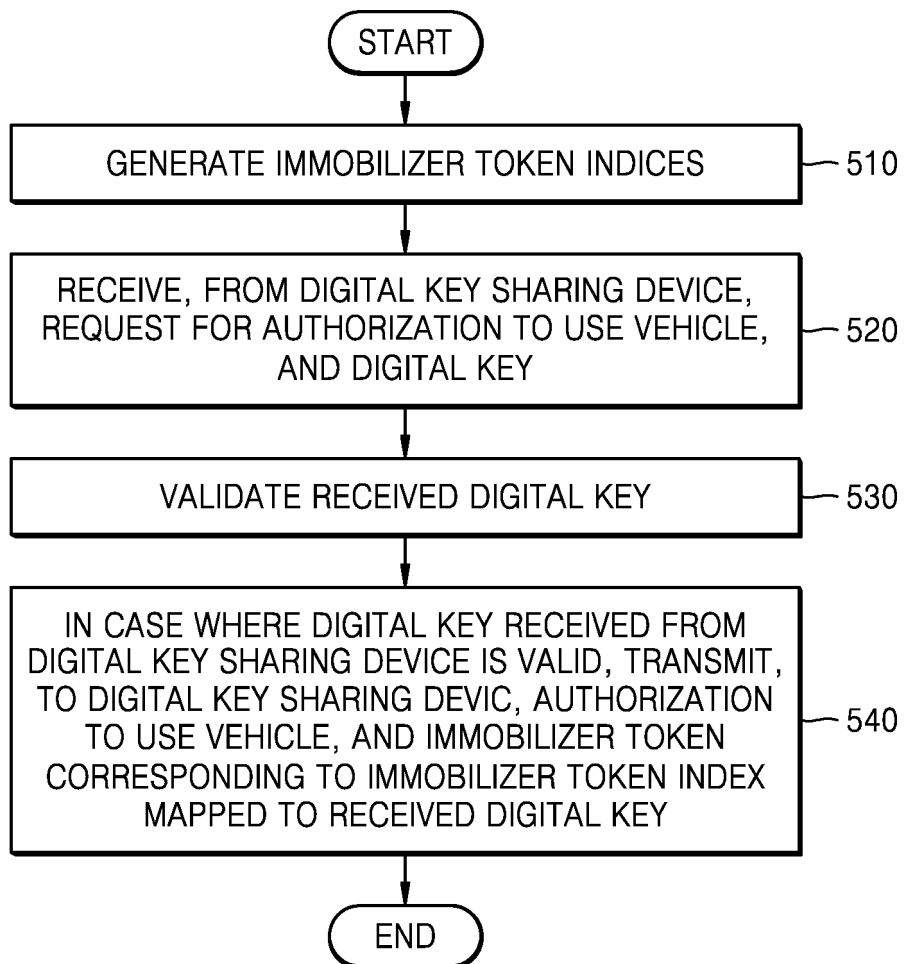 START
GENERATE IMMOBILIZER TOKEN INDICES
510
RECEIVE, FROM DIGITAL KEY SHARING DEVICE,
REQUEST FOR AUTHORIZATION TO USE VEHICLE,
AND DIGITAL KEY
520
VALIDATE RECEIVED DIGITAL KEY
530
IN CASE WHERE DIGITAL KEY RECEIVED FROM
DIGITAL KEY SHARING DEVICE IS VALID, TRANSMIT,
TO DIGITAL KEY SHARING DEVIC, AUTHORIZATION
TO USE VEHICLE, AND IMMOBILIZER TOKEN
CORRESPONDING TO IMMOBILIZER TOKEN INDEX
MAPPED TO RECEIVED DIGITAL KEY
540
END